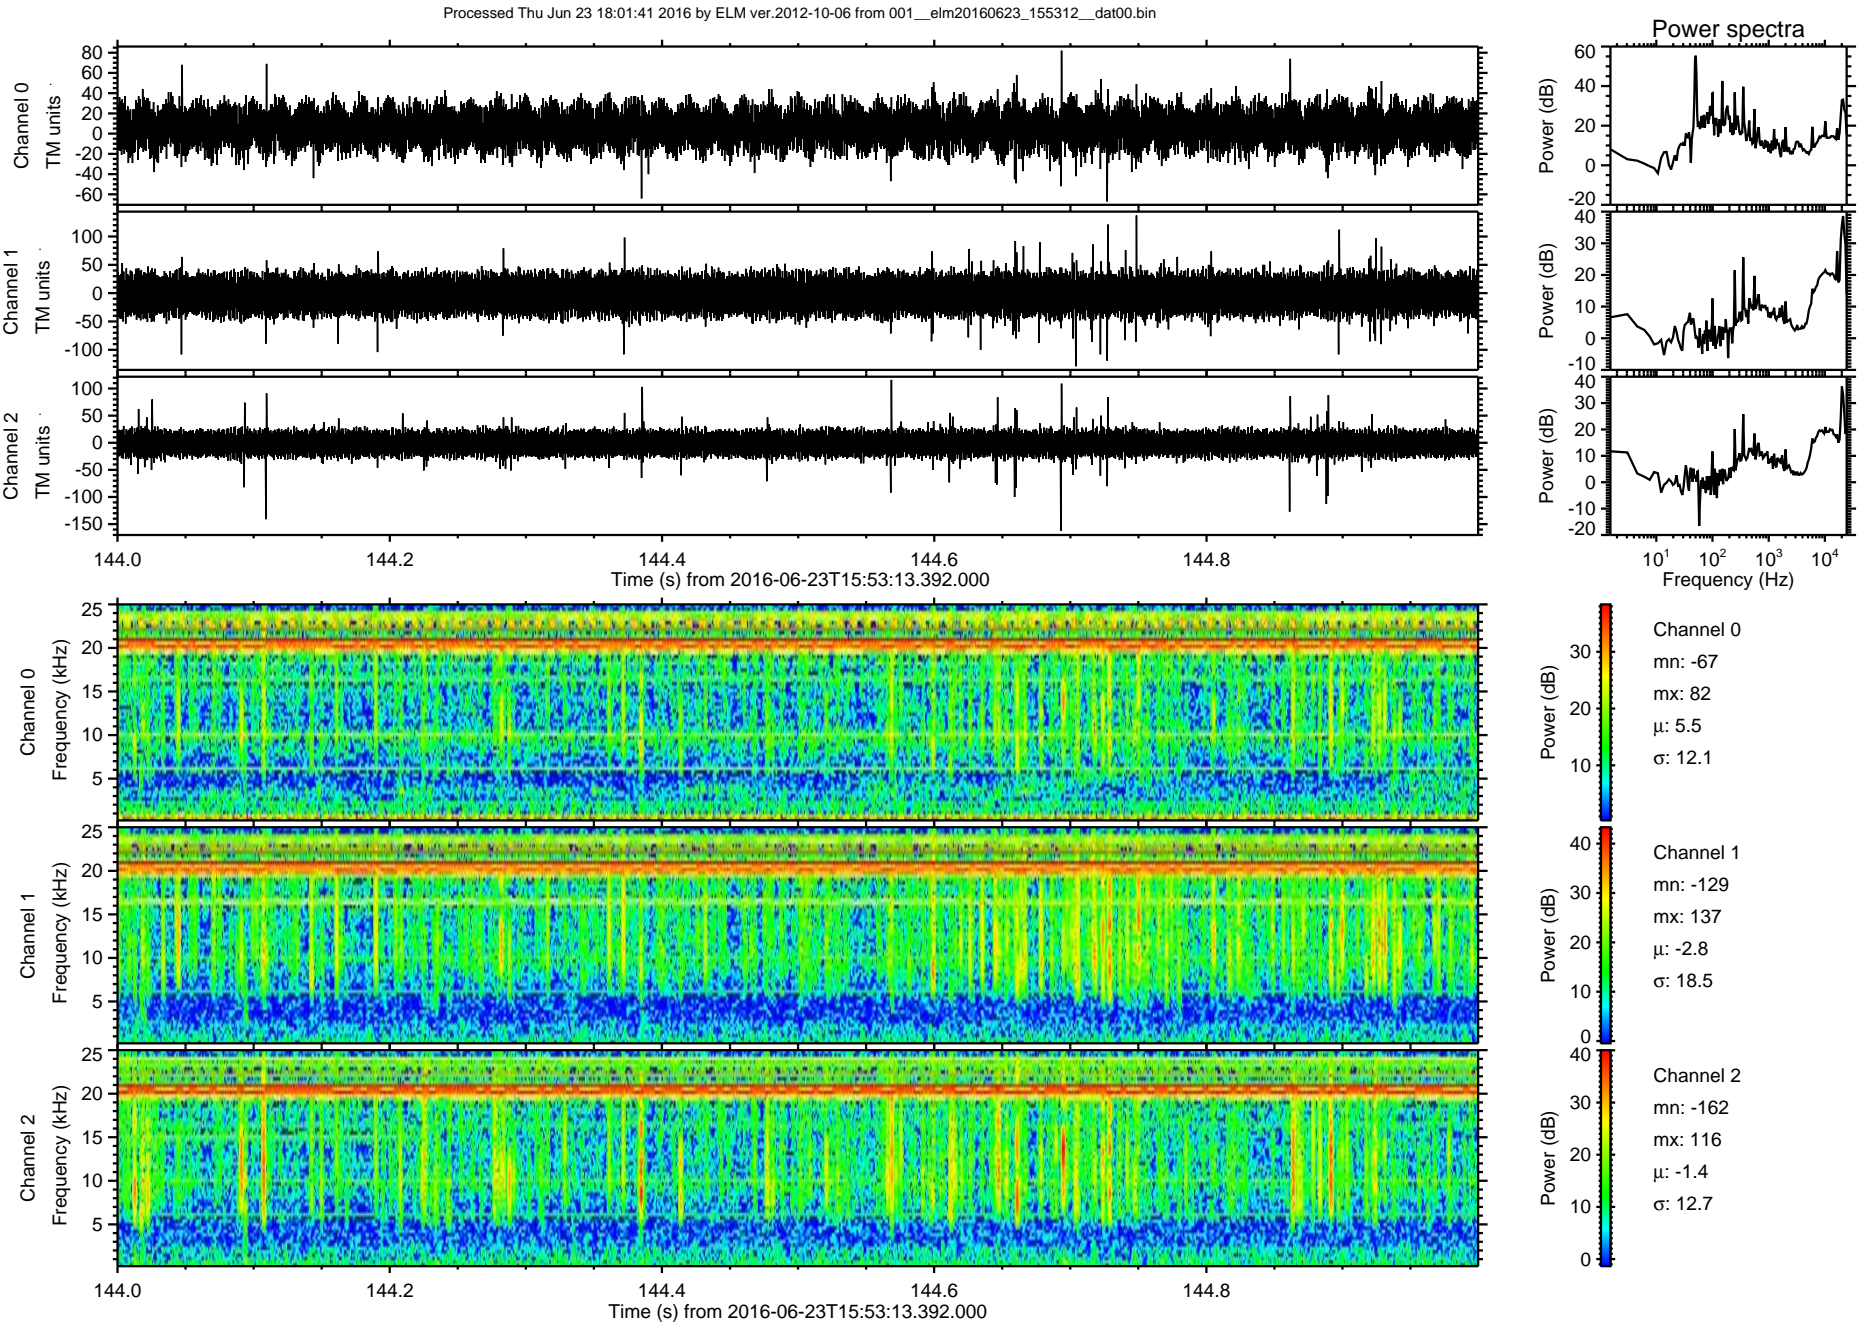 Processed Thu Jun 23 18:01:41 2016 by ELM ver.2012-10-06 from 001__elm20160623_155312__dat00.bin
Power spectra
Channel 0
TM units
80
60
40
20
0
-20
-40
-60
Power (dB)
60
40
20
0
-20
Channel 1
TM units
100
50
0
-50
-100
Power (dB)
40
30
20
10
0
-10
Channel 2
TM units
100
50
0
-50
-100
-150
Power (dB)
40
30
20
10
0
-10
-20
144.0 144.2 144.4 144.6 144.8
Time (s) from 2016-06-23T15:53:13.392.000
10¹ 10² 10³ 10⁴
Frequency (Hz)
Channel 0
Frequency (kHz)
25
20
15
10
5
Power (dB)
30
20
10
Channel 0
mn: -67
mx: 82
µ: 5.5
σ: 12.1
Channel 1
Frequency (kHz)
25
20
15
10
5
Power (dB)
40
30
20
10
0
Channel 1
mn: -129
mx: 137
µ: -2.8
σ: 18.5
Channel 2
Frequency (kHz)
25
20
15
10
5
Power (dB)
40
30
20
10
0
Channel 2
mn: -162
mx: 116
µ: -1.4
σ: 12.7
144.0 144.2 144.4 144.6 144.8
Time (s) from 2016-06-23T15:53:13.392.000